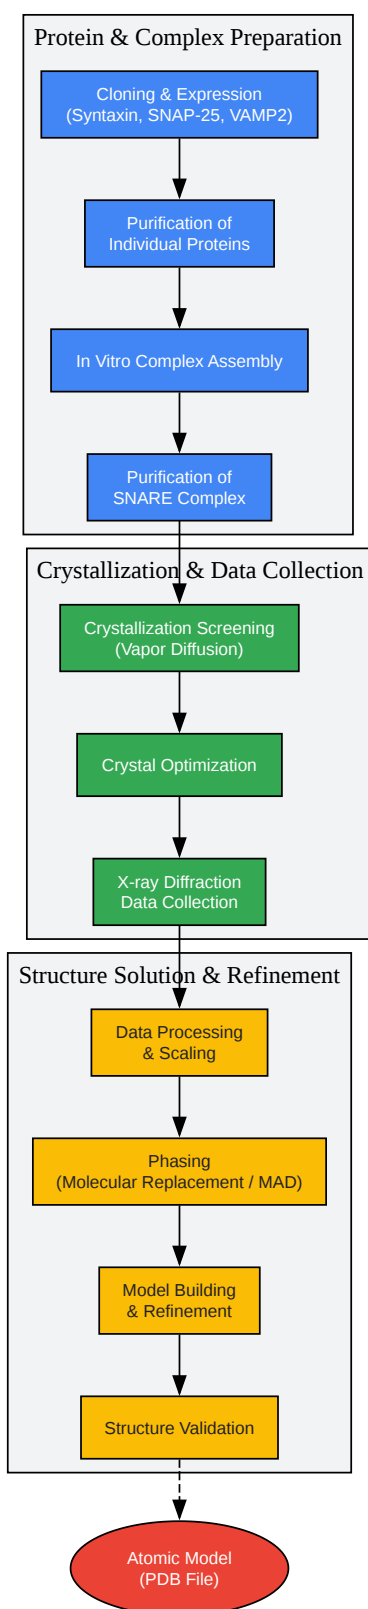 Protein & Complex Preparation
Cloning & Expression
(Syntaxin, SNAP-25, VAMP2)
Purification of
Individual Proteins
In Vitro Complex Assembly
Purification of
SNARE Complex
Crystallization & Data Collection
Crystallization Screening
(Vapor Diffusion)
Crystal Optimization
X-ray Diffraction
Data Collection
Structure Solution & Refinement
Data Processing
& Scaling
Phasing
(Molecular Replacement / MAD)
Model Building
& Refinement
Structure Validation
Atomic Model
(PDB File)